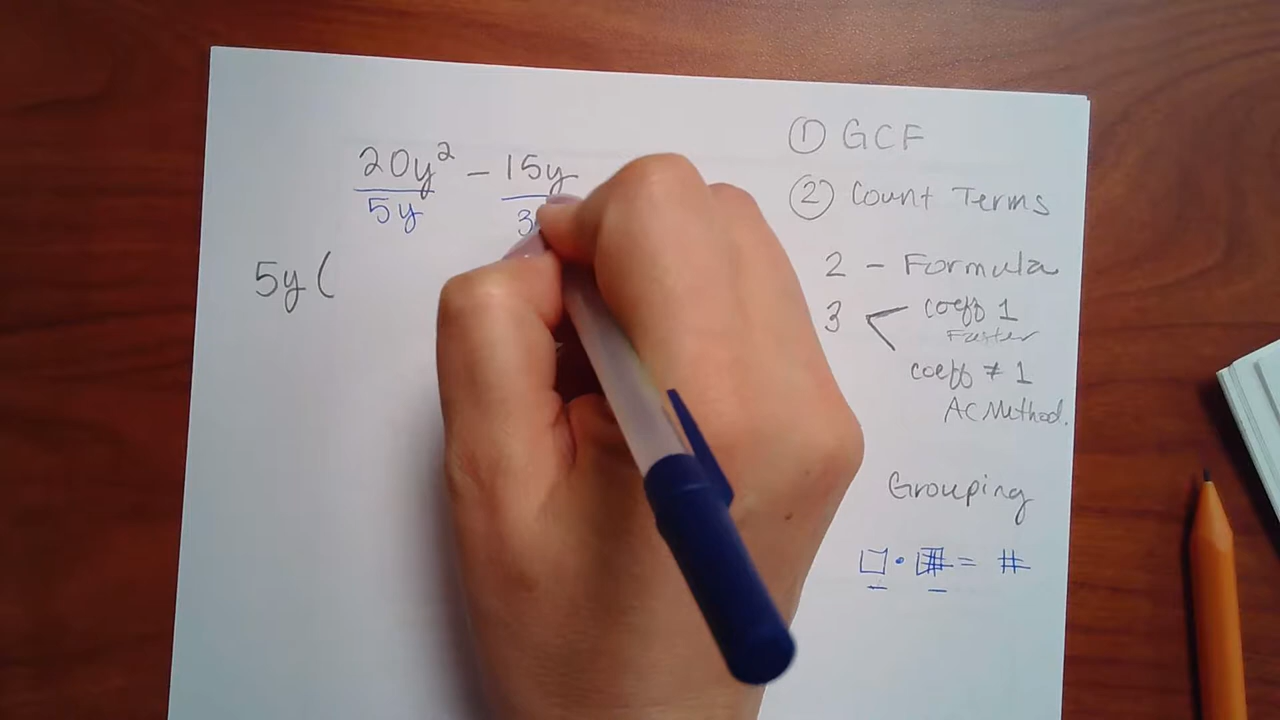 20y² - 15y
5y 3
5y (
① GCF
② Count Terms
2 - Formula
3 < coeff 1
Faster
coeff ≠ 1
AC Method.
Grouping
□ · # = #